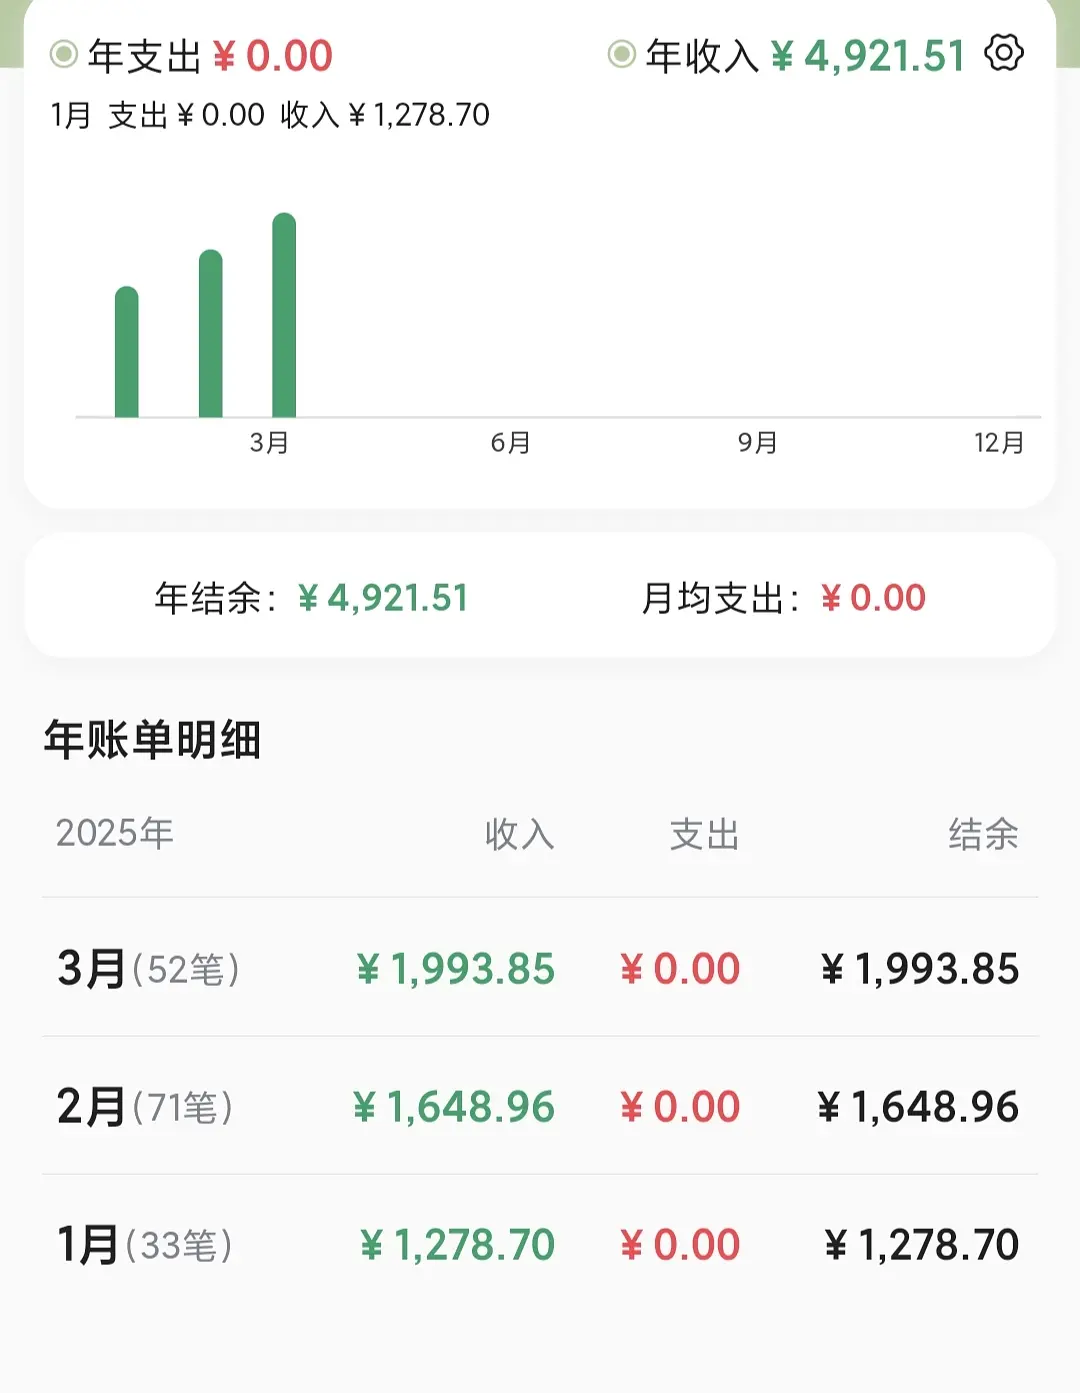 年支出 ¥ 0.00 年收入 ¥ 4,921.51
1月 支出 ¥ 0.00 收入 ¥ 1,278.70
3月 6月 9月 12月
年结余: ¥ 4,921.51 月均支出: ¥ 0.00
年账单明细
2025年 收入 支出 结余
3月(52笔) ¥ 1,993.85 ¥ 0.00 ¥ 1,993.85
2月(71笔) ¥ 1,648.96 ¥ 0.00 ¥ 1,648.96
1月(33笔) ¥ 1,278.70 ¥ 0.00 ¥ 1,278.70